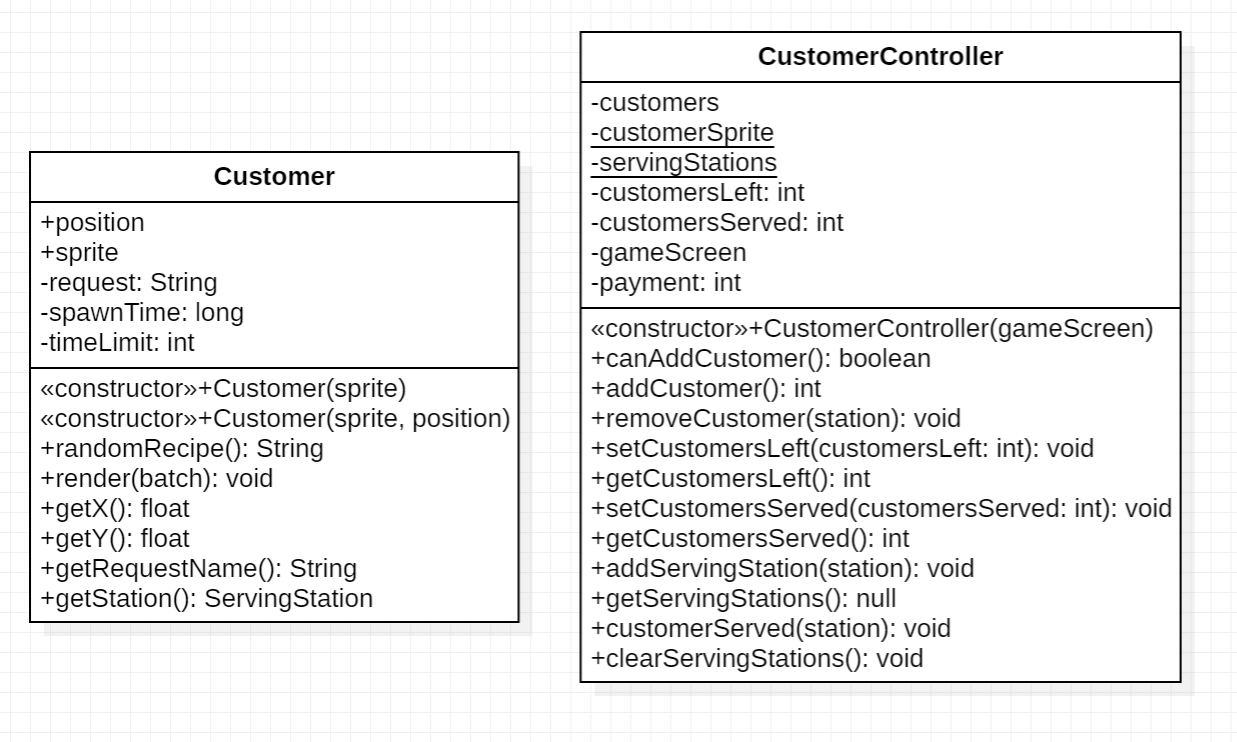 Customer
+position
+sprite
-request: String
-spawnTime: long
-timeLimit: int
«constructor»+Customer(sprite)
«constructor»+Customer(sprite, position)
+randomRecipe(): String
+render(batch): void
+getX(): float
+getY(): float
+getRequestName(): String
+getStation(): ServingStation
CustomerController
-customers
-customerSprite
-servingStations
-customersLeft: int
-customersServed: int
-gameScreen
-payment: int
«constructor»+CustomerController(gameScreen)
+canAddCustomer(): boolean
+addCustomer(): int
+removeCustomer(station): void
+setCustomersLeft(customersLeft: int): void
+getCustomersLeft(): int
+setCustomersServed(customersServed: int): void
+getCustomersServed(): int
+addServingStation(station): void
+getServingStations(): null
+customerServed(station): void
+clearServingStations(): void